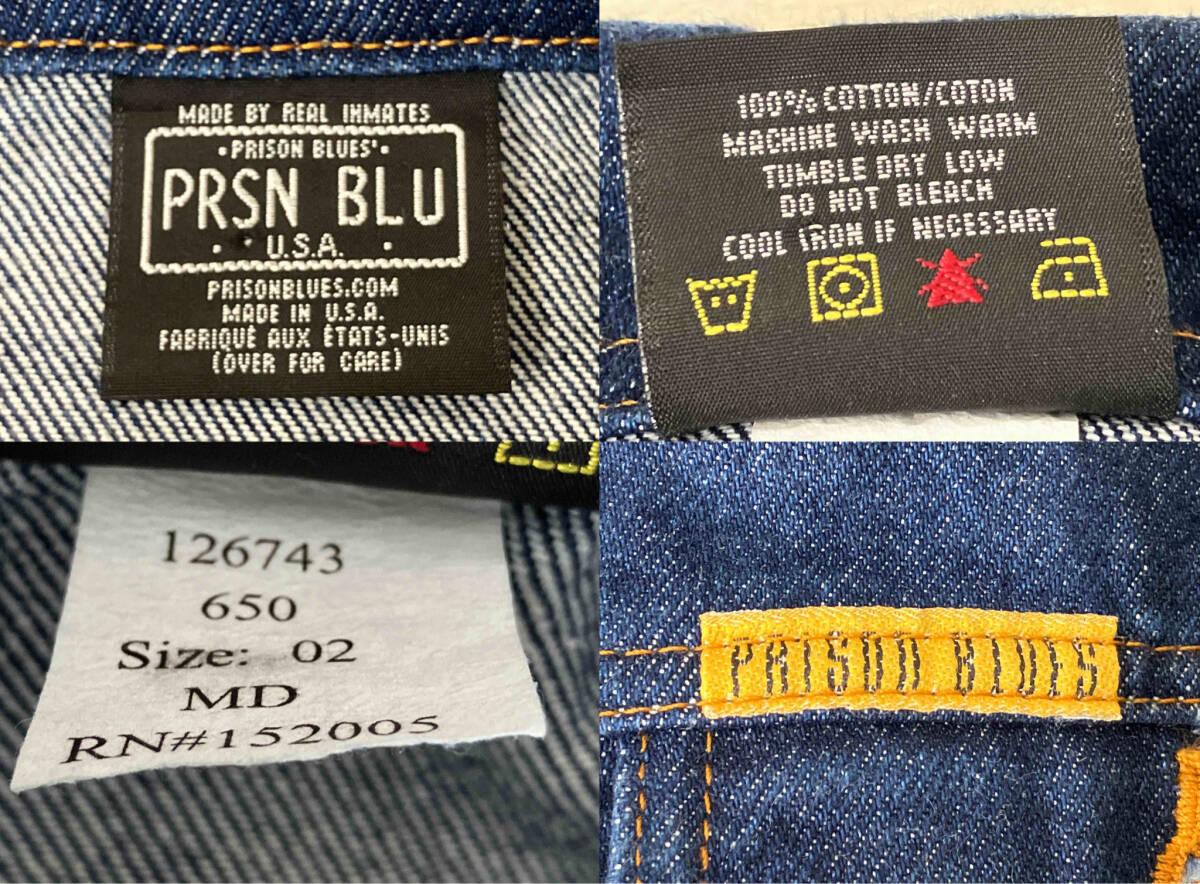 MADE BY REAL INMATES
•PRISON BLUES'•
PRSN BLU
• U.S.A. •
PRISONBLUES.COM
MADE IN U.S.A.
FABRIQUÉ AUX ÉTATS-UNIS
(OVER FOR CARE)
100% COTTON/COTON
MACHINE WASH WARM
TUMBLE DRY LOW
DO NOT BLEACH
COOL IRON IF NECESSARY
126743
650
Size: 02
MD
RN#152005
PRISON BLUES